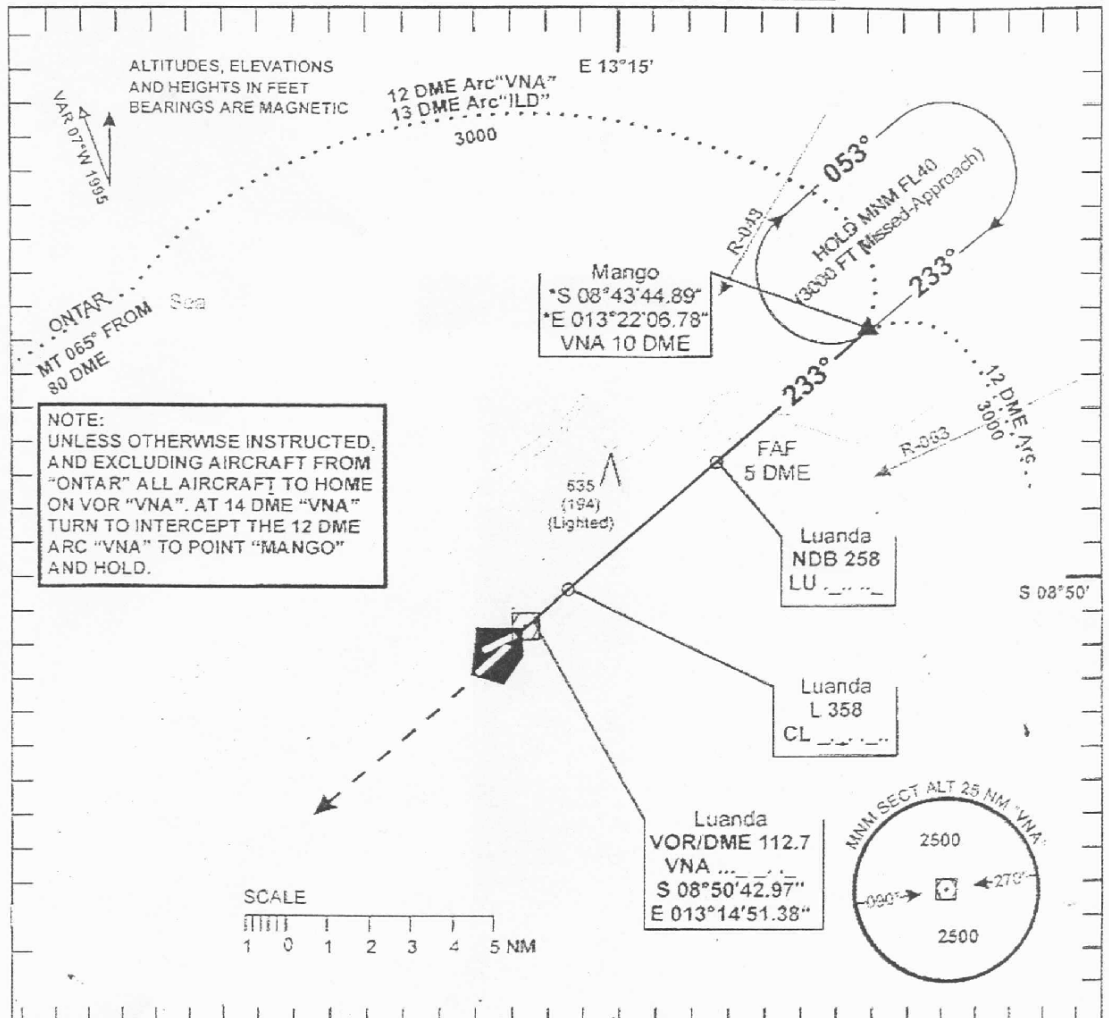 ALTITUDES, ELEVATIONS
AND HEIGHTS IN FEET
BEARINGS ARE MAGNETIC
VAR 07°W 1995
E 13°15'
12 DME Arc"VNA"
13 DME Arc"ILD"
3000
053°
HOLD MNM FL40
(3000 FT Missed-Approach)
R-043
233°
Mango
*S 08°43'44.89"
*E 013°22'06.78"
VNA 10 DME
ONTAR
Sea
MT 065° FROM
80 DME
233°
12 DME Arc
3000
R-063
NOTE:
UNLESS OTHERWISE INSTRUCTED,
AND EXCLUDING AIRCRAFT FROM
"ONTAR" ALL AIRCRAFT TO HOME
ON VOR "VNA". AT 14 DME "VNA"
TURN TO INTERCEPT THE 12 DME
ARC "VNA" TO POINT "MANGO"
AND HOLD.
FAF
5 DME
635
(194)
(Lighted)
Luanda
NDB 258
LU ._.. .._
S 08°50'
Luanda
L 358
CL _._. ._..
Luanda
VOR/DME 112.7
VNA ..._ _. ._
S 08°50'42.97"
E 013°14'51.38"
MNM SECT ALT 25 NM "VNA"
2500
090°
270°
2500
SCALE
1 0 1 2 3 4 5 NM